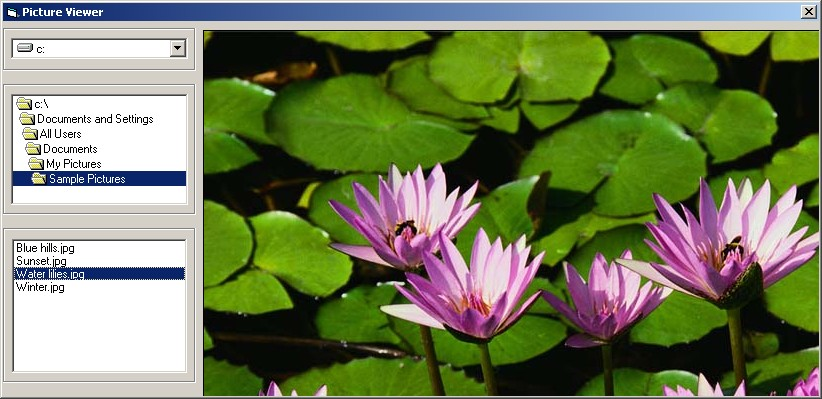 Picture Viewer
c:
c:\
Documents and Settings
All Users
Documents
My Pictures
Sample Pictures
Blue hills.jpg
Sunset.jpg
Water lilies.jpg
Winter.jpg